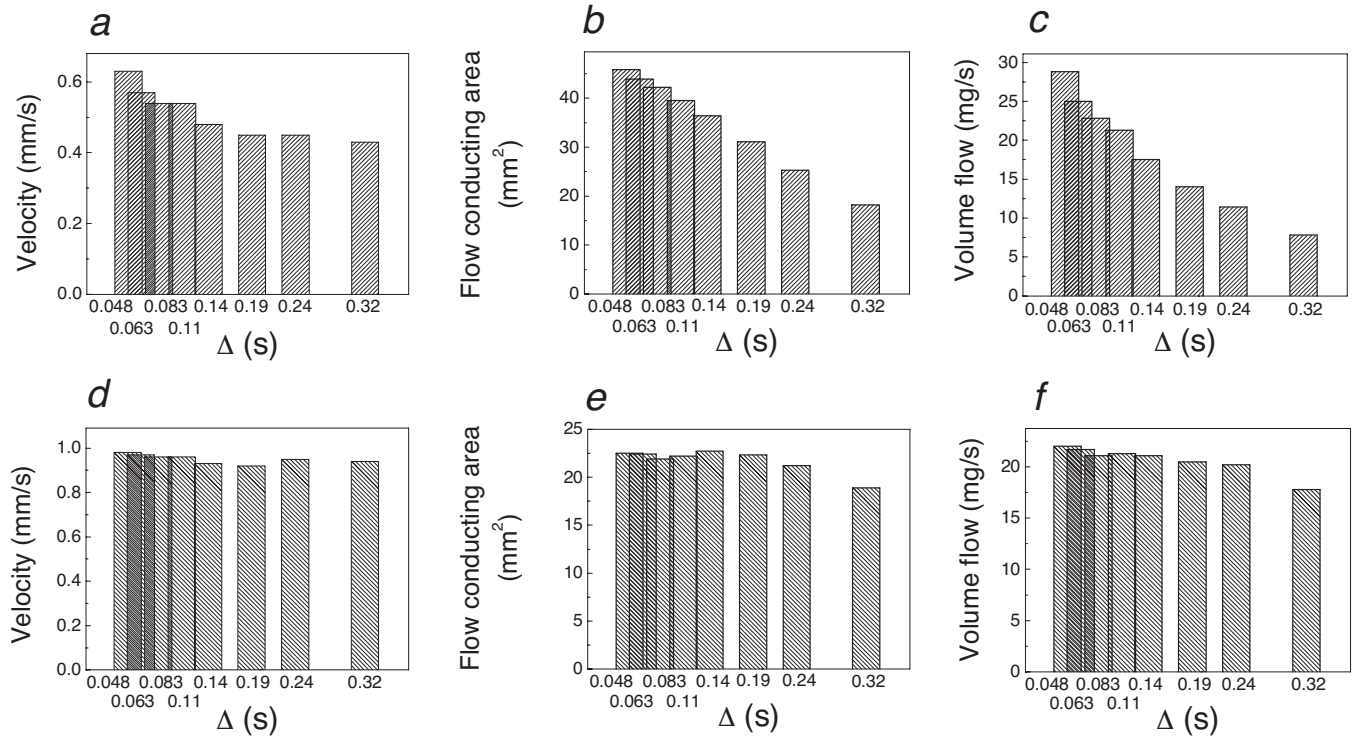 a
Velocity (mm/s)
0.6
0.4
0.2
0.0
0.048 0.083 0.14 0.19 0.24 0.32
0.063 0.11
Δ (s)
b
Flow conducting area
(mm²)
40
20
0
0.048 0.083 0.14 0.19 0.24 0.32
0.063 0.11
Δ (s)
c
Volume flow (mg/s)
30
25
20
15
10
5
0
0.048 0.083 0.14 0.19 0.24 0.32
0.063 0.11
Δ (s)
d
Velocity (mm/s)
1.0
0.8
0.6
0.4
0.2
0.0
0.048 0.083 0.14 0.19 0.24 0.32
0.063 0.11
Δ (s)
e
Flow conducting area
(mm²)
25
20
15
10
5
0
0.048 0.083 0.14 0.19 0.24 0.32
0.063 0.11
Δ (s)
f
Volume flow (mg/s)
20
15
10
5
0
0.048 0.083 0.14 0.19 0.24 0.32
0.063 0.11
Δ (s)